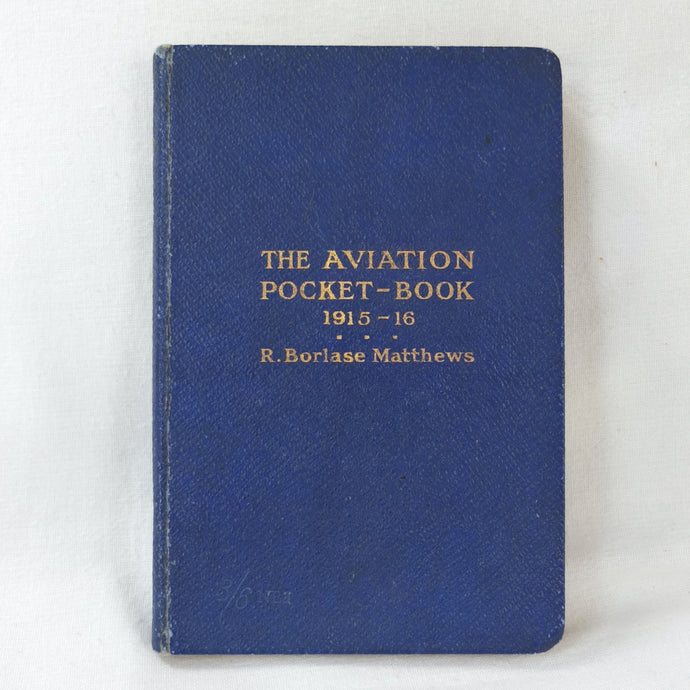 THE AVIATION
POCKET-BOOK
1915-16
R. Borlase Matthews